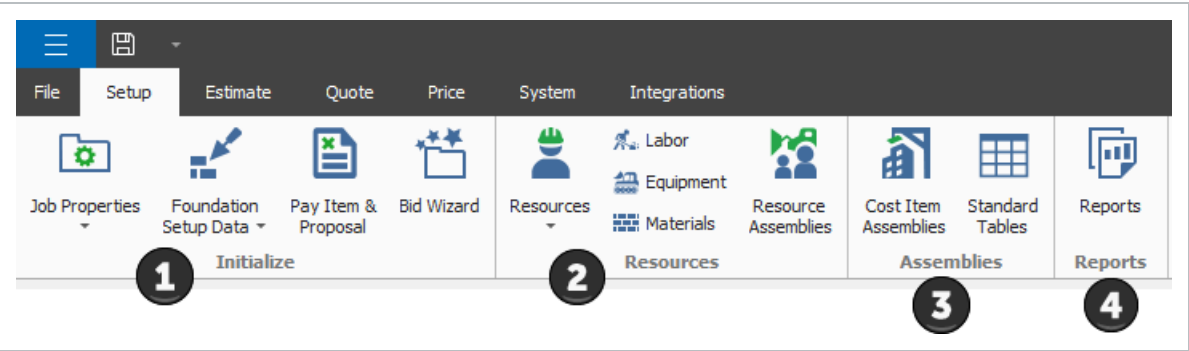 File Setup Estimate Quote Price System Integrations
Job Properties
Foundation
Setup Data
Pay Item &
Proposal
Bid Wizard
Resources
Labor
Equipment
Materials
Resource
Assemblies
Cost Item
Assemblies
Standard
Tables
Reports
Initialize Resources Assemblies Reports
1 2 3 4